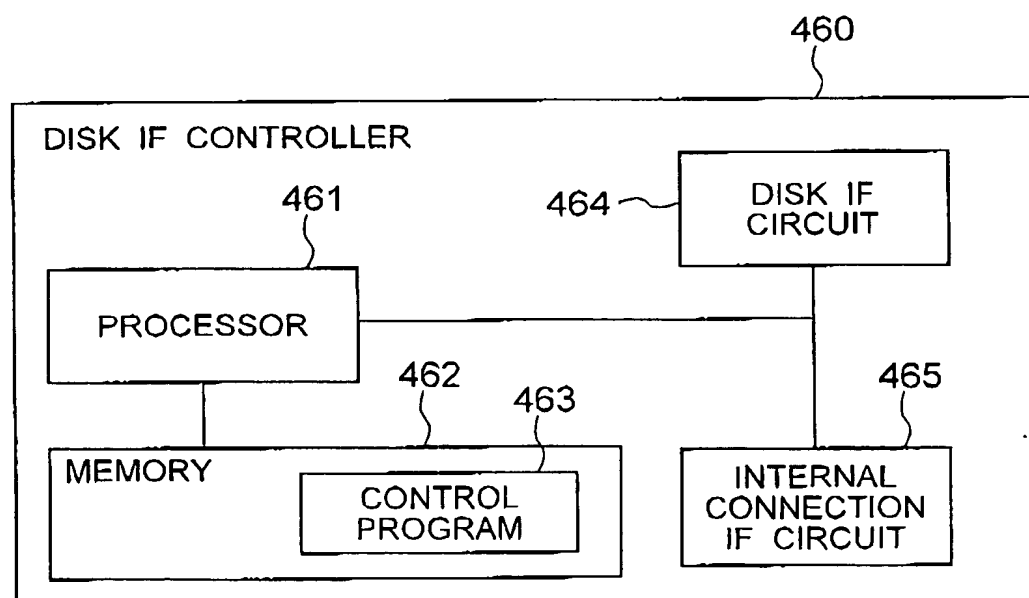 460
DISK IF CONTROLLER
461
464
DISK IF
CIRCUIT
PROCESSOR
462
463
465
MEMORY
CONTROL
PROGRAM
INTERNAL
CONNECTION
IF CIRCUIT